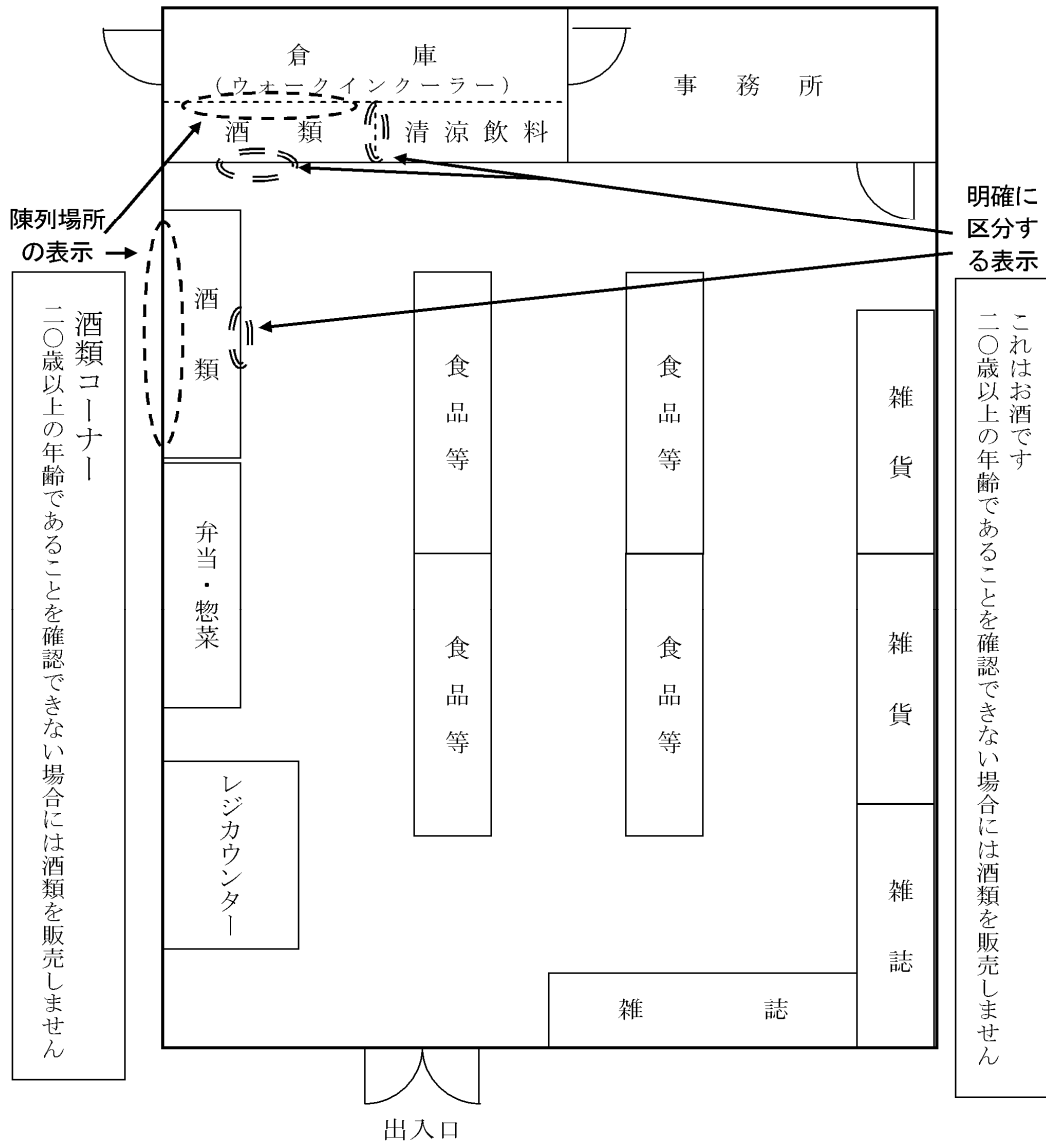 倉庫
(ウォークインクーラー)
事務所
酒類
清涼飲料
陳列場所
の表示
明確に
区分す
る表示
酒類
弁当・惣菜
レジカウンター
食品等
食品等
食品等
食品等
雑貨
雑貨
雑誌
雑誌
出入口
酒類コーナー
二〇歳以上の年齢であることを確認できない場合には酒類を販売しません
これはお酒です
二〇歳以上の年齢であることを確認できない場合には酒類を販売しません